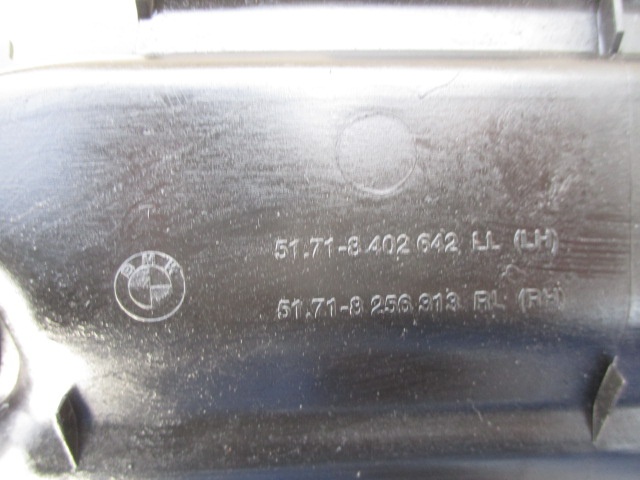 51.71-8 402 642 LL (LH)
BMW
51.71-8 256 913 RL (RH)